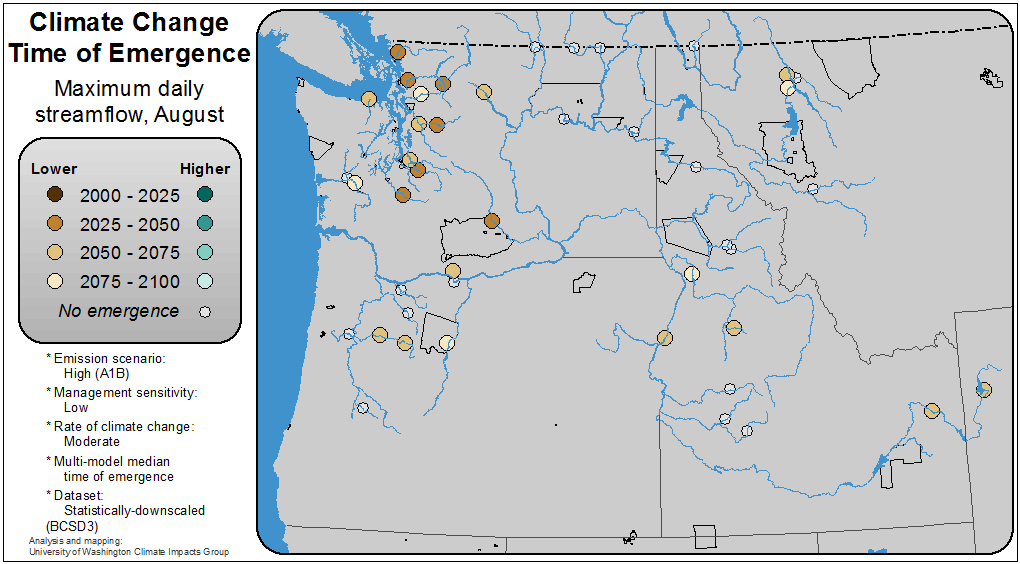 Climate Change
Time of Emergence
Maximum daily
streamflow, August
Lower Higher
2000 - 2025
2025 - 2050
2050 - 2075
2075 - 2100
No emergence
* Emission scenario:
High (A1B)
* Management sensitivity:
Low
* Rate of climate change:
Moderate
* Multi-model median
time of emergence
* Dataset:
Statistically-downscaled
(BCSD3)
Analysis and mapping:
University of Washington Climate Impacts Group